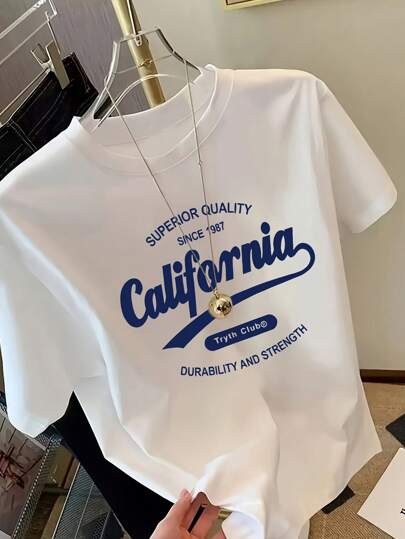 SUPERIOR QUALITY
SINCE 1987
California
Tryth Club©
DURABILITY AND STRENGTH